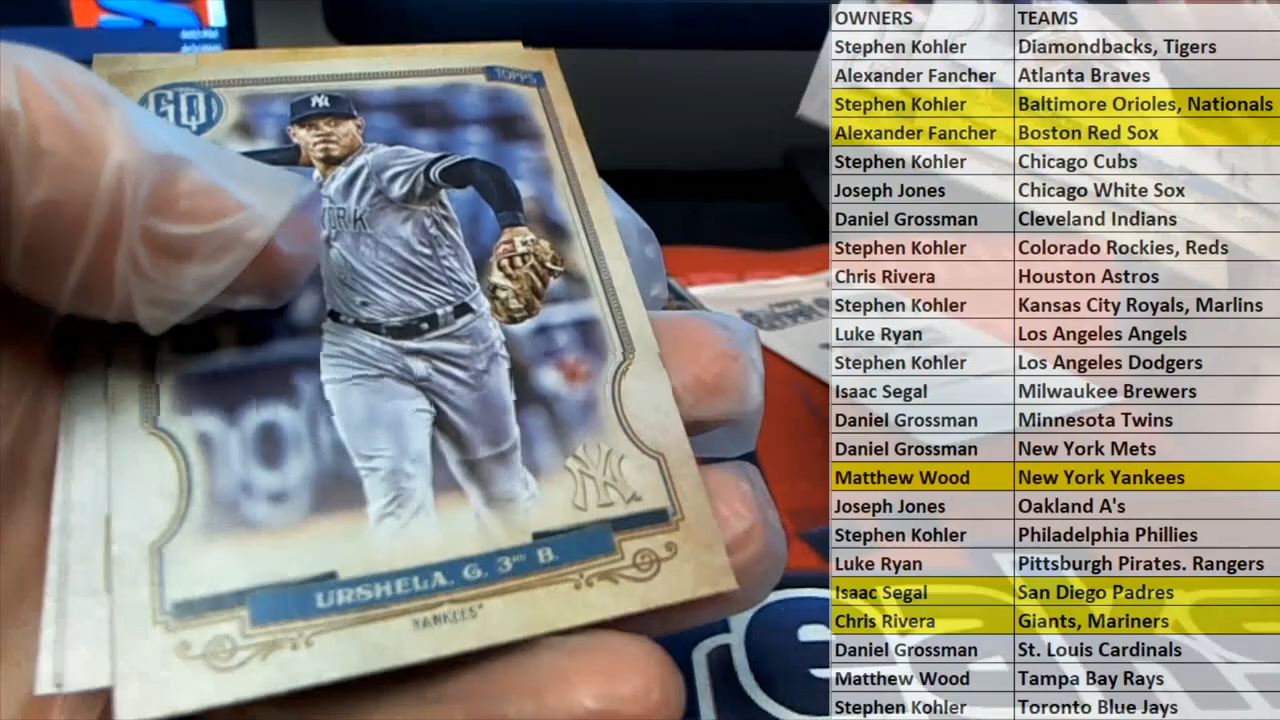 TOPPS
GQ
NY
YORK
NY
URSHELA, G. 3RD B.
YANKEES
OWNERS TEAMS
Stephen Kohler Diamondbacks, Tigers
Alexander Fancher Atlanta Braves
Stephen Kohler Baltimore Orioles, Nationals
Alexander Fancher Boston Red Sox
Stephen Kohler Chicago Cubs
Joseph Jones Chicago White Sox
Daniel Grossman Cleveland Indians
Stephen Kohler Colorado Rockies, Reds
Chris Rivera Houston Astros
Stephen Kohler Kansas City Royals, Marlins
Luke Ryan Los Angeles Angels
Stephen Kohler Los Angeles Dodgers
Isaac Segal Milwaukee Brewers
Daniel Grossman Minnesota Twins
Daniel Grossman New York Mets
Matthew Wood New York Yankees
Joseph Jones Oakland A's
Stephen Kohler Philadelphia Phillies
Luke Ryan Pittsburgh Pirates. Rangers
Isaac Segal San Diego Padres
Chris Rivera Giants, Mariners
Daniel Grossman St. Louis Cardinals
Matthew Wood Tampa Bay Rays
Stephen Kohler Toronto Blue Jays